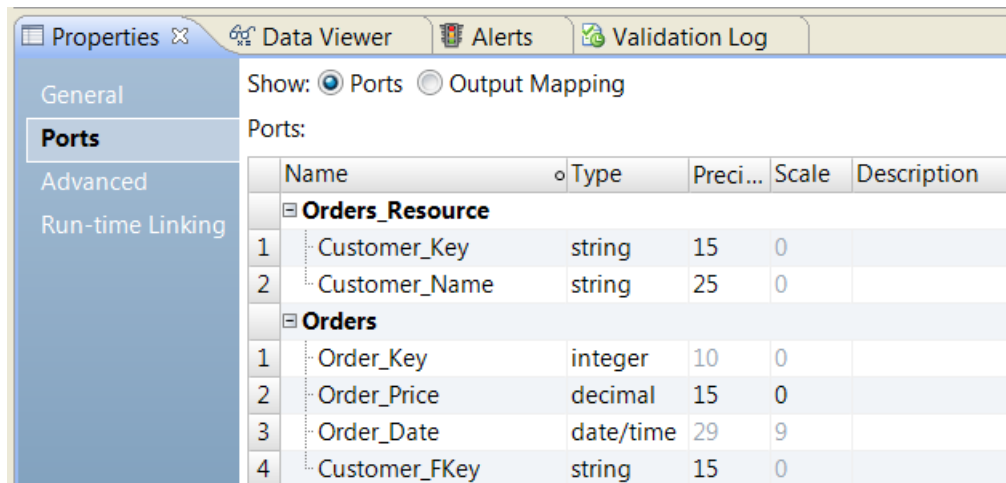 Properties Data Viewer Alerts Validation Log
General
Ports
Advanced
Run-time Linking
Show: Ports Output Mapping
Ports:
Name Type Preci... Scale Description
Orders_Resource
1 Customer_Key string 15 0
2 Customer_Name string 25 0
Orders
1 Order_Key integer 10 0
2 Order_Price decimal 15 0
3 Order_Date date/time 29 9
4 Customer_FKey string 15 0